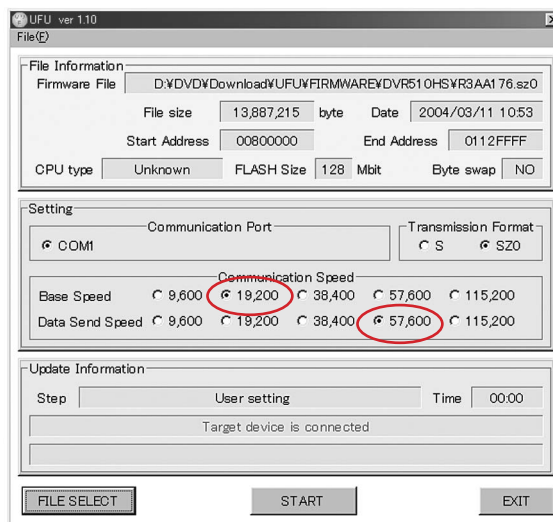 UFU ver 1.10
File(F)
File Information
Firmware File D:¥DVD¥Download¥UFU¥FIRMWARE¥DVR510HS¥R3AA176.sz0
File size 13,887,215 byte Date 2004/03/11 10:53
Start Address 00800000 End Address 0112FFFF
CPU type Unknown FLASH Size 128 Mbit Byte swap NO
Setting
Communication Port Transmission Format
COM1 S SZ0
Communication Speed
Base Speed 9,600 19,200 38,400 57,600 115,200
Data Send Speed 9,600 19,200 38,400 57,600 115,200
Update Information
Step User setting Time 00:00
Target device is connected
FILE SELECT START EXIT